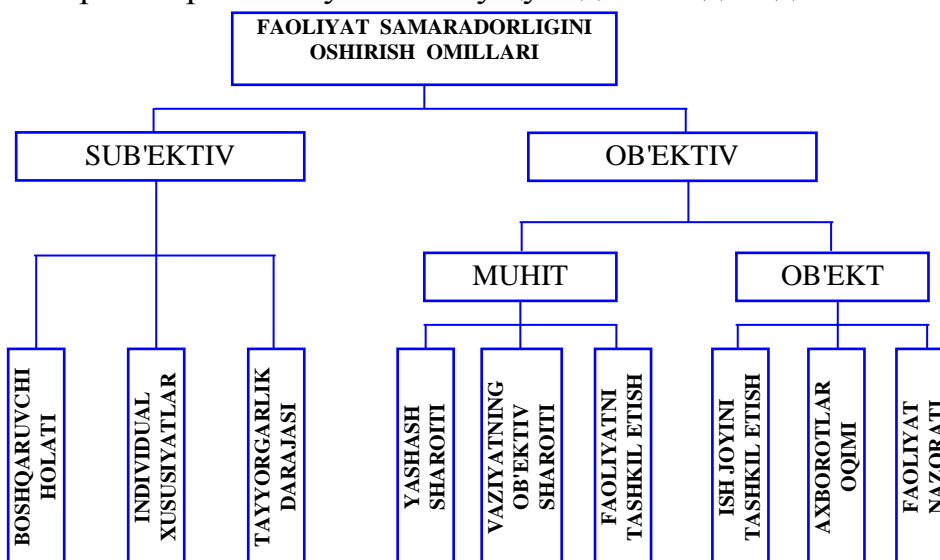 FAOLIYAT SAMARADORLIGINI
OSHIRISH OMILLARI
SUB'EKTIV
OB'EKTIV
MUHIT
OB'EKT
BOSHQARUVCHI
HOLATI
INDIVIDUAL
XUSUSIYATLAR
TAYYORGARLIK
DARAJASI
YASHASH
SHAROITI
VAZIYATNING
OB'EKTIV
SHAROITI
FAOLIYATNI
TASHKIL ETISH
ISH JOYINI
TASHKIL ETISH
AXBOROTLAR
OQIMI
FAOLIYAT
NAZORATI